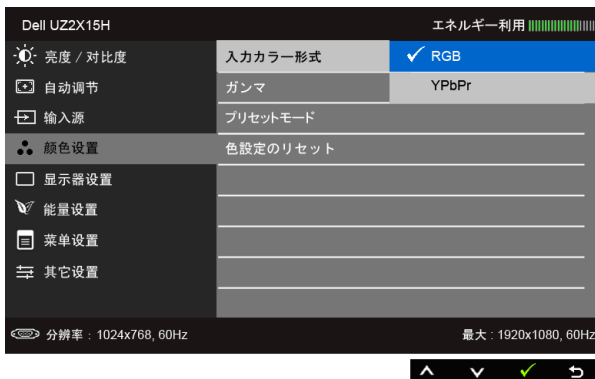 Dell UZ2X15H
エネルギー利用
亮度 / 对比度
入力カラー形式
RGB
自动调节
ガンマ
YPbPr
输入源
プリセットモード
颜色设置
色設定のリセット
显示器设置
能量设置
菜单设置
其它设置
分辨率 : 1024x768, 60Hz
最大 : 1920x1080, 60Hz